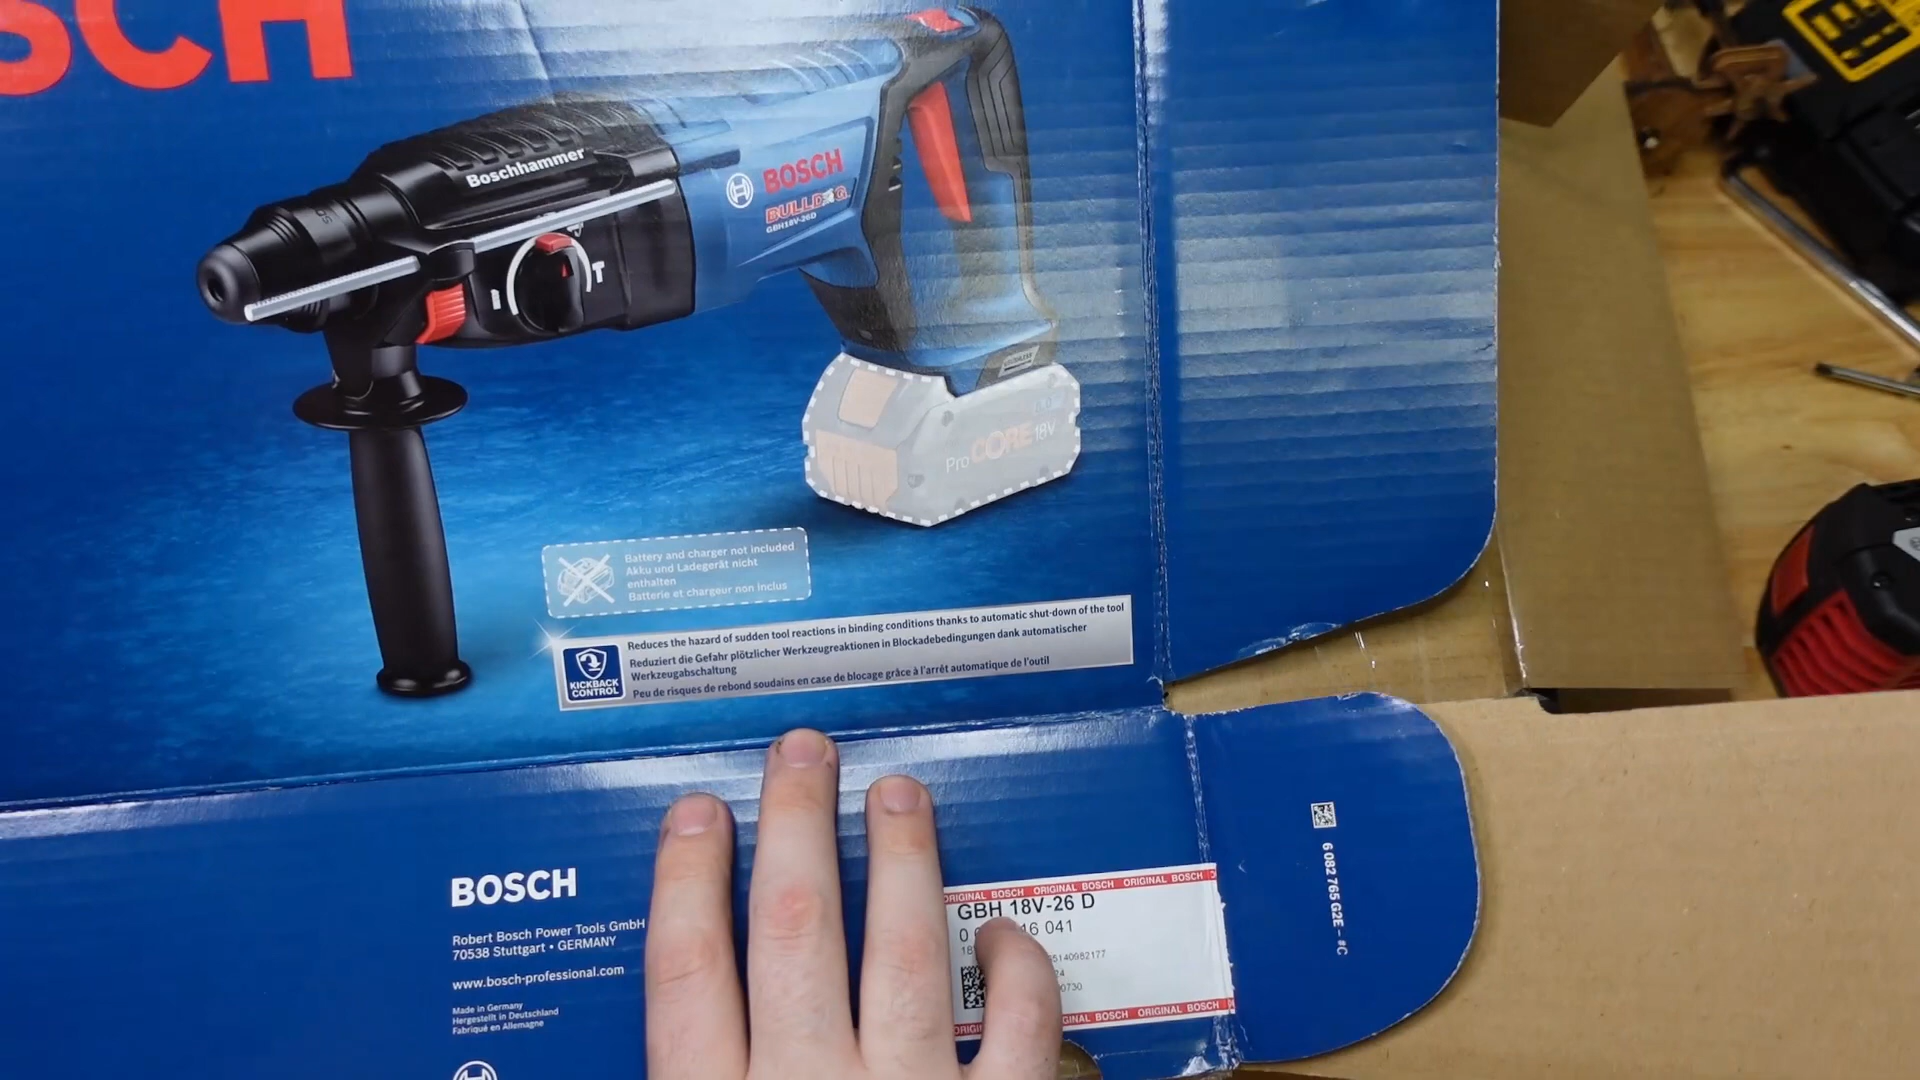 SCH
Boschhammer
BOSCH
BULLDOG
GBH18V-26D
Pro CORE 18V
Battery and charger not included
Akku und Ladegerät nicht
enthalten
Batterie et chargeur non inclus
KICKBACK
CONTROL
Reduces the hazard of sudden tool reactions in binding conditions thanks to automatic shut-down of the tool
Reduziert die Gefahr plötzlicher Werkzeugreaktionen in Blockadebedingungen dank automatischer
Werkzeugabschaltung
Peu de risques de rebond soudains en case de blocage grâce à l'arrêt automatique de l'outil
BOSCH
Robert Bosch Power Tools GmbH
70538 Stuttgart • GERMANY
www.bosch-professional.com
Made in Germany
Hergestellt in Deutschland
Fabriqué en Allemagne
ORIGINAL BOSCH ORIGINAL BOSCH ORIGINAL BOSCH
GBH 18V-26 D
041
ORIGINAL BOSCH
6 082 765 G2E - #C